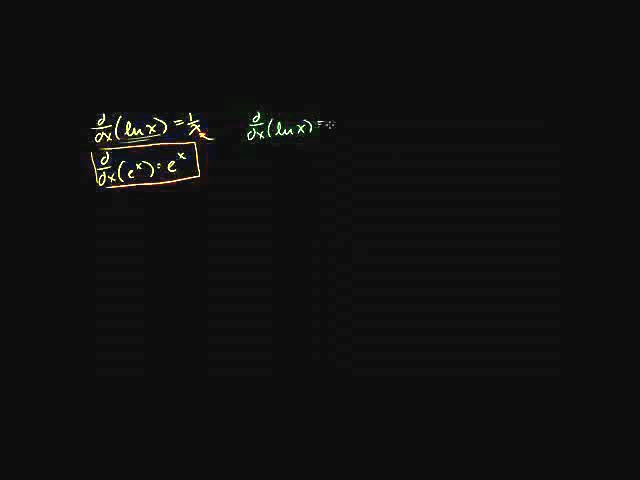 d/dx (ln x) = 1/x
d/dx (ln x) =
d/dx (e^x) = e^x